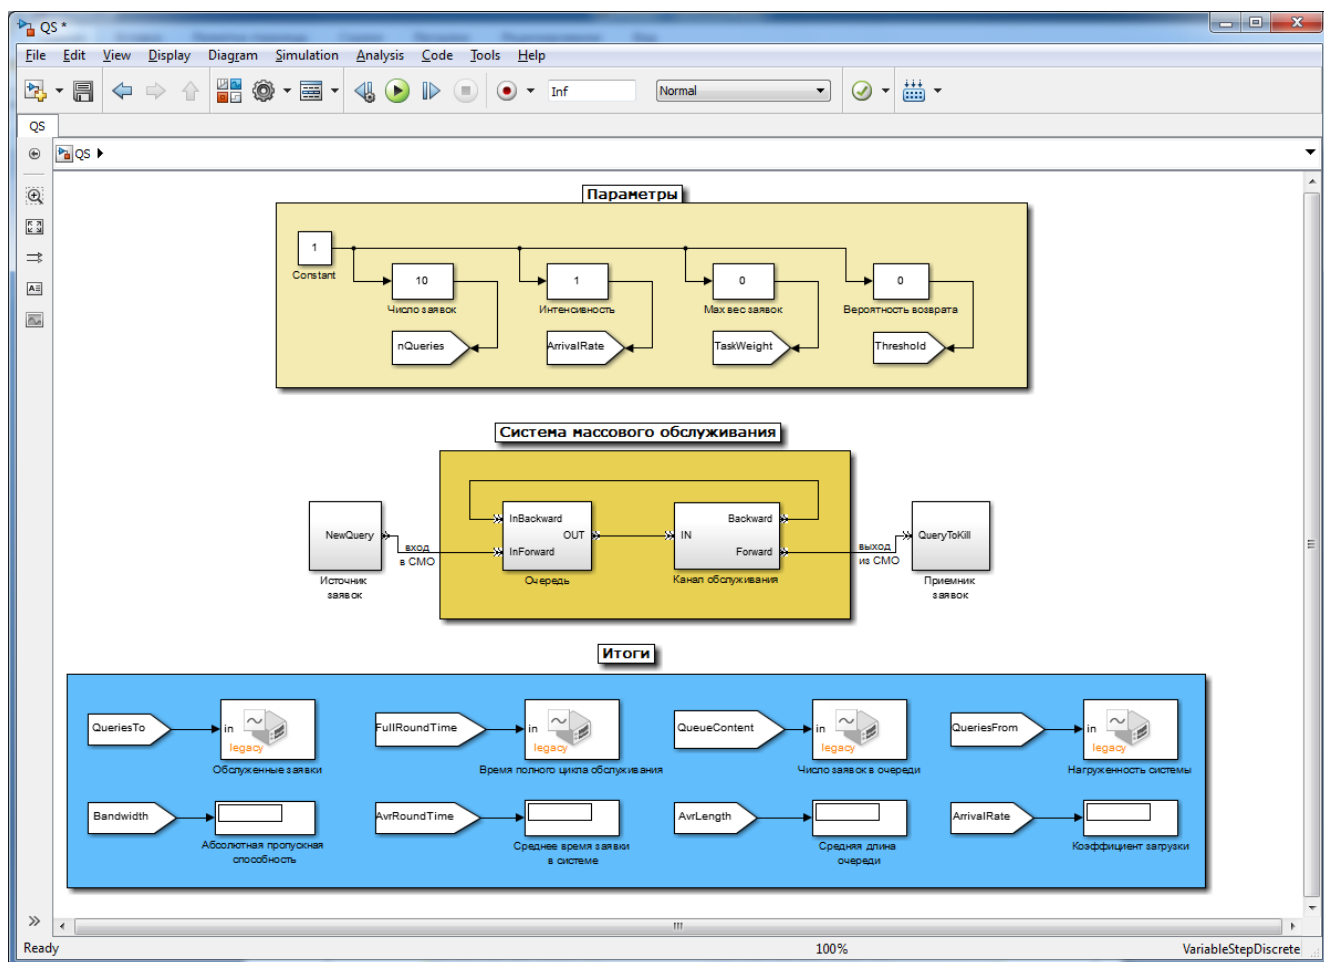 QS *
File Edit View Display Diagram Simulation Analysis Code Tools Help
Inf Normal
QS
QS
Параметры
1
Constant
10 1 0 0
Число заявок Интенсивность Max вес заявок Вероятность возврата
nQueries ArrivalRate TaskWeight Threshold
Система массового обслуживания
NewQuery
Источник
заявок
вход
в СМО
InBackward
OUT
InForward
Очередь
Backward
IN
Forward
Канал обслуживания
выход
из СМО
QueryToKill
Приемник
заявок
Итоги
QueriesTo in legacy
Обслуженные заявки
FullRoundTime in legacy
Время полного цикла обслуживания
QueueContent in legacy
Число заявок в очереди
QueriesFrom in legacy
Нагруженность системы
Bandwidth
Абсолютная пропускная
способность
AvrRoundTime
Среднее время заявки
в системе
AvrLength
Средняя длина
очереди
ArrivalRate
Коэффициент загрузки
Ready 100% VariableStepDiscrete